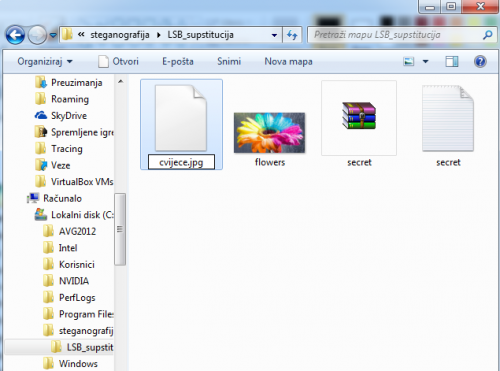 « steganografija ▸ LSB_supstitucija
Pretraži mapu LSB_supstitucija
Organiziraj Otvori E-pošta Snimi Nova mapa
Preuzimanja
Roaming
SkyDrive
Spremljene igre
Tracing
Veze
VirtualBox VMs
Računalo
Lokalni disk (C:
AVG2012
Intel
Korisnici
NVIDIA
PerfLogs
Program Files
steganografij
LSB_supstit
Windows
cvijece.jpg
flowers
secret
secret